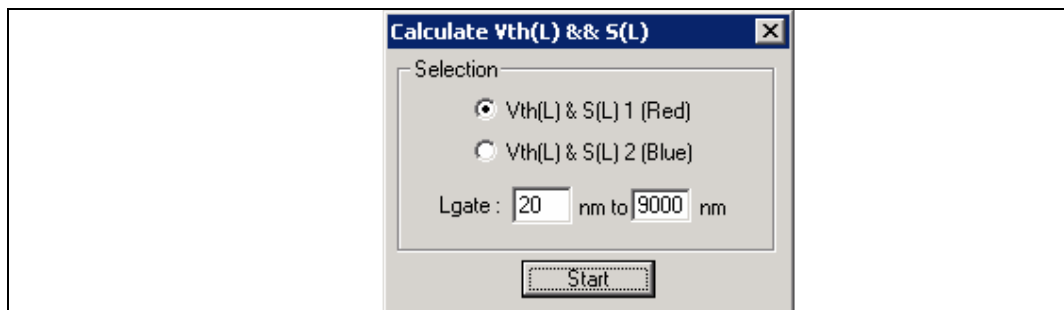 Calculate Vth(L) && S(L)
Selection
Vth(L) & S(L) 1 (Red)
Vth(L) & S(L) 2 (Blue)
Lgate : 20 nm to 9000 nm
Start